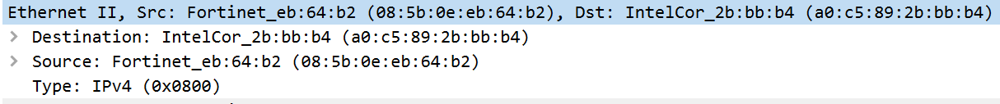 Ethernet II, Src: Fortinet_eb:64:b2 (08:5b:0e:eb:64:b2), Dst: IntelCor_2b:bb:b4 (a0:c5:89:2b:bb:b4)
Destination: IntelCor_2b:bb:b4 (a0:c5:89:2b:bb:b4)
Source: Fortinet_eb:64:b2 (08:5b:0e:eb:64:b2)
Type: IPv4 (0x0800)